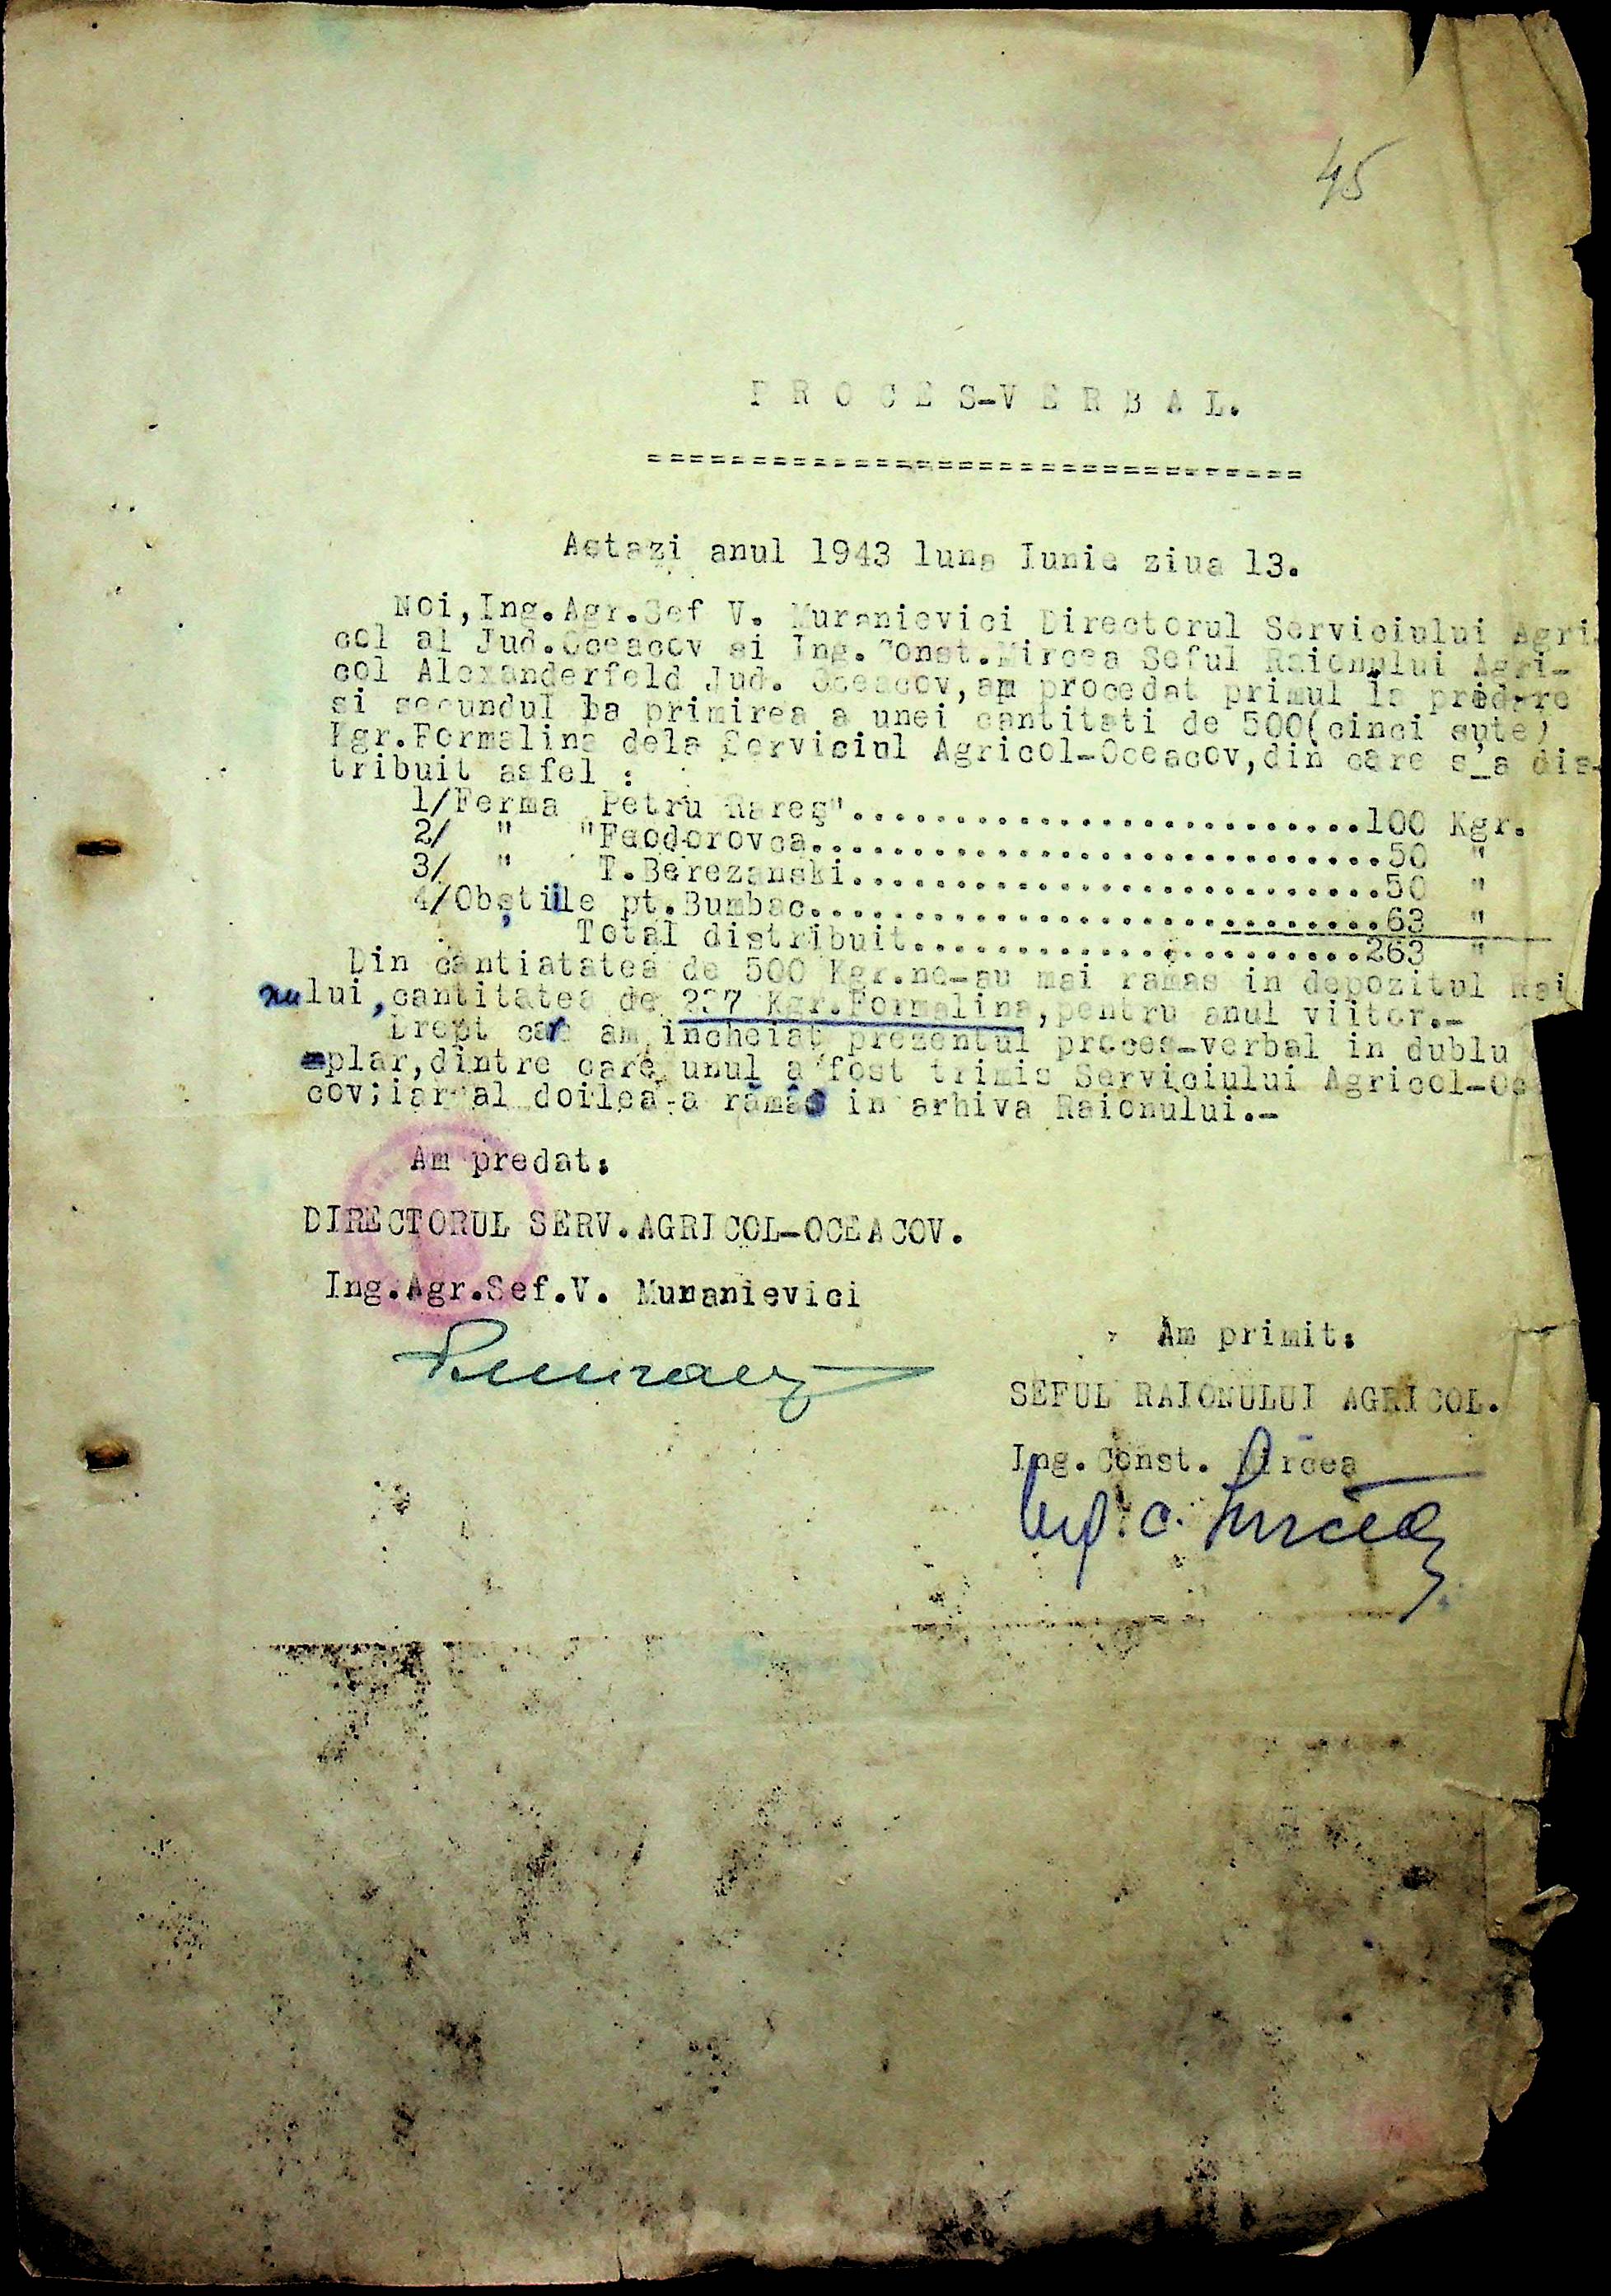 45
P R O C E S-V E R B A L.
================================
Astazi anul 1943 luna Iunie ziua 13.
Noi,Ing.Agr.Sef V. Muranievici Directorul Serviciului Agri
col al Jud.Oceacov si Ing.Const.Mircea Seful Raionului Agri-
col Alexanderfeld Jud. Oceacov,am procedat primul la predare
si secundul la primirea a unei cantitati de 500(cinci sute)
Kgr.Formalina dela Serviciul Agricol-Oceacov,din care s_a dis-
tribuit asfel :
1/Ferma Petru Rareş"..........................100 Kgr.
2/ " "Feodorovca............................50 "
3/ " T.Berezanski..........................50 "
4/Obştiile pt.Bumbac............................63 "
Total distribuit......................263 "
Din cantiatatea de 500 Kgr.ne-au mai ramas in depozitul Rai
nului,cantitatea de 237 Kgr.Formalina,pentru anul viitor.-
Drept car am incheiat prezentul proces-verbal in dublu
plar,dintre care unul a fost trimis Serviciului Agricol-Oc
cov;iar al doilea a rămas in arhiva Raionului.-
Am predat:
DIRECTORUL SERV.AGRICOL-OCEACOV.
Ing.Agr.Sef.V. Muranievici
Am primit:
SEFUL RAIONULUI AGRICOL.
Ing.Const. Mircea
Ing. C. Mircea